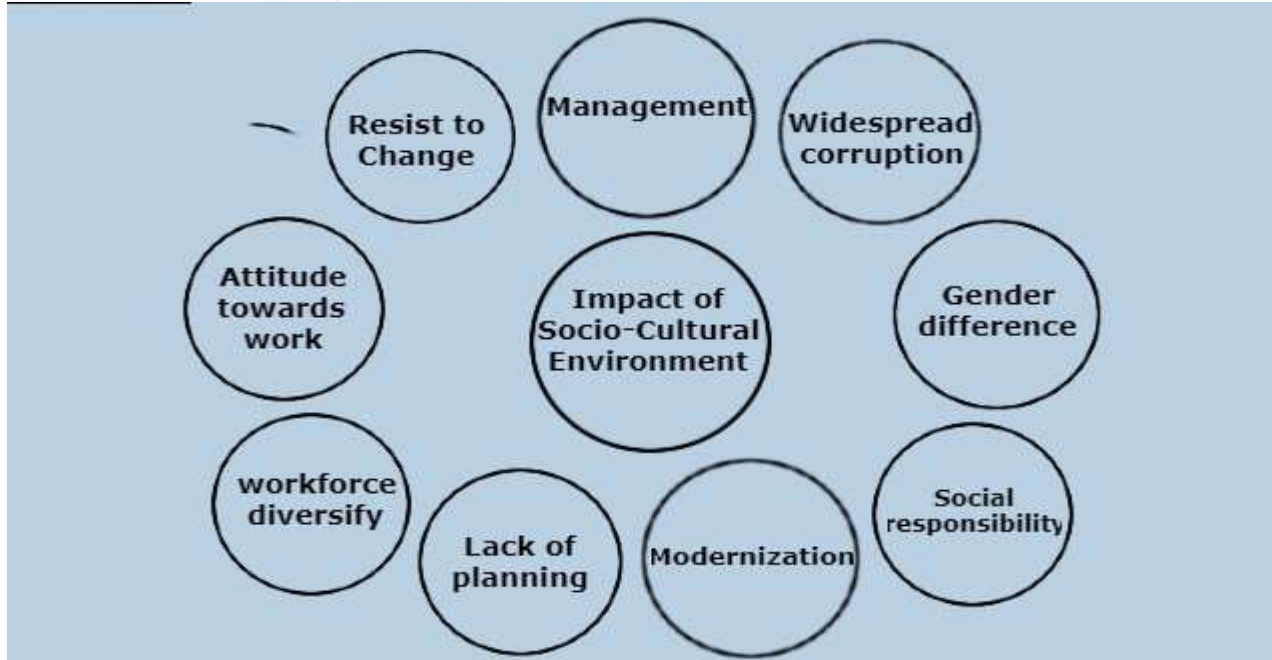 Resist to
Change
Management
Widespread
corruption
Attitude
towards
work
Impact of
Socio-Cultural
Environment
Gender
difference
workforce
diversify
Lack of
planning
Modernization
Social
responsibility